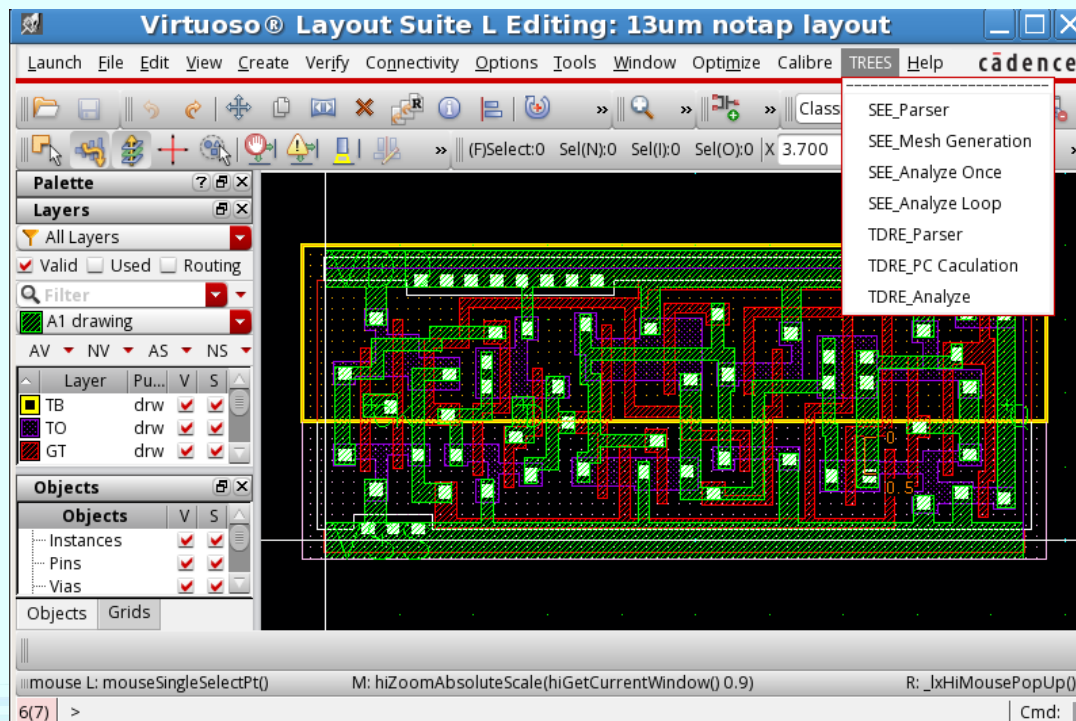 Virtuoso® Layout Suite L Editing: 13um notap layout
Launch File Edit View Create Verify Connectivity Options Tools Window Optimize Calibre TREES Help cādence
SEE_Parser
SEE_Mesh Generation
SEE_Analyze Once
SEE_Analyze Loop
TDRE_Parser
TDRE_PC Caculation
TDRE_Analyze
» » » Class
» (F)Select:0 Sel(N):0 Sel(I):0 Sel(O):0 X 3.700
Palette
Layers
All Layers
Valid Used Routing
Filter
A1 drawing
AV NV AS NS
Layer Pu... V S
TB drw
TO drw
GT drw
Objects
Objects V S
Instances
Pins
Vias
Objects Grids
VDD
VSS
0
0.5
mouse L: mouseSingleSelectPt() M: hiZoomAbsoluteScale(hiGetCurrentWindow() 0.9) R: _lxHiMousePopUp()
6(7) > Cmd: